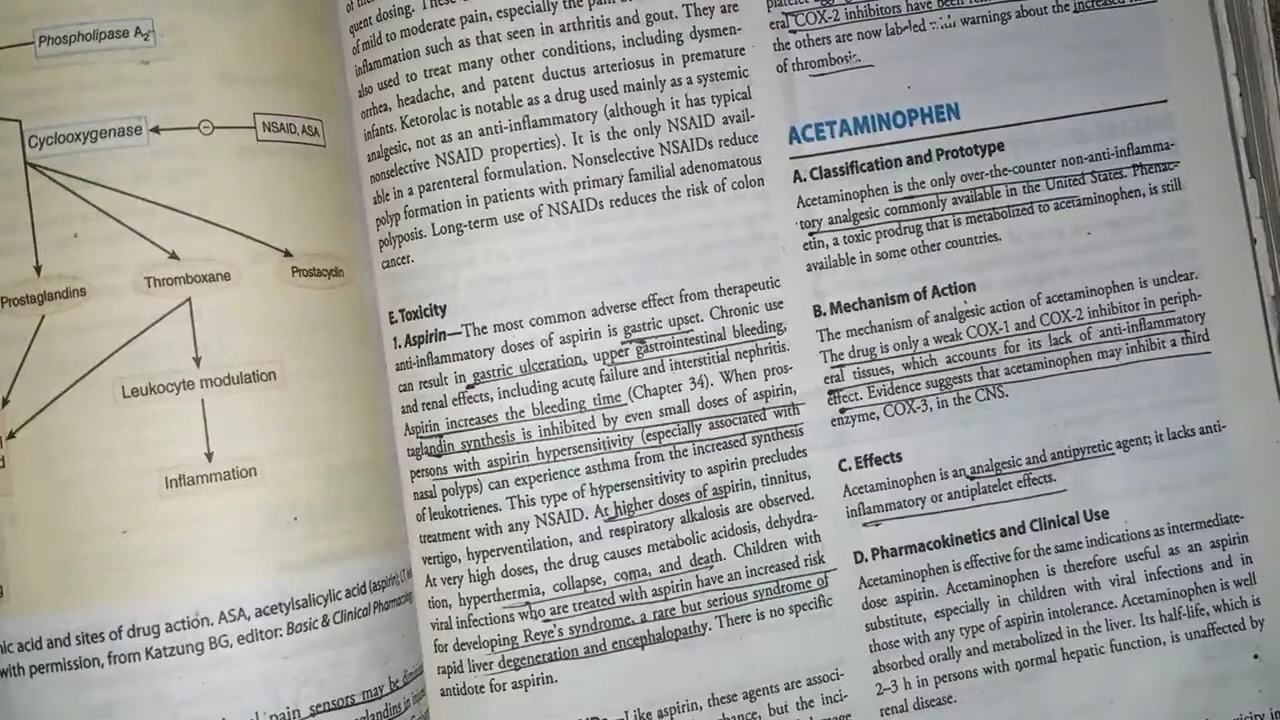 Phospholipase A2
Cyclooxygenase
NSAID, ASA
Prostaglandins
Thromboxane
Prostacyclin
Leukocyte modulation
Inflammation
acid and sites of drug action. ASA, acetylsalicylic acid (aspirin);
with permission, from Katzung BG, editor: Basic & Clinical Pharmacology
pain sensors may be
quent dosing. These
of mild to moderate pain, especially the pain of
inflammation such as that seen in arthritis and gout. They are
also used to treat many other conditions, including dysmen-
orrhea, headache, and patent ductus arteriosus in premature
infants. Ketorolac is notable as a drug used mainly as a systemic
analgesic, not as an anti-inflammatory (although it has typical
nonselective NSAID properties). It is the only NSAID avail-
able in a parenteral formulation. Nonselective NSAIDs reduce
polyp formation in patients with primary familial adenomatous
polyposis. Long-term use of NSAIDs reduces the risk of colon
cancer.
E. Toxicity
1. Aspirin—The most common adverse effect from therapeutic
anti-inflammatory doses of aspirin is gastric upset. Chronic use
can result in gastric ulceration, upper gastrointestinal bleeding,
and renal effects, including acute failure and interstitial nephritis.
Aspirin increases the bleeding time (Chapter 34). When pros-
taglandin synthesis is inhibited by even small doses of aspirin,
persons with aspirin hypersensitivity (especially associated with
nasal polyps) can experience asthma from the increased synthesis
of leukotrienes. This type of hypersensitivity to aspirin precludes
treatment with any NSAID. At higher doses of aspirin, tinnitus,
vertigo, hyperventilation, and respiratory alkalosis are observed.
At very high doses, the drug causes metabolic acidosis, dehydra-
tion, hyperthermia, collapse, coma, and death. Children with
viral infections who are treated with aspirin have an increased risk
for developing Reye's syndrome, a rare but serious syndrome of
rapid liver degeneration and encephalopathy. There is no specific
antidote for aspirin.
Like aspirin, these agents are associ-
but the inci-
eral COX-2 inhibitors have been
the others are now labeled with warnings about the increased
of thrombosis.
ACETAMINOPHEN
A. Classification and Prototype
Acetaminophen is the only over-the-counter non-anti-inflamma-
tory analgesic commonly available in the United States. Phenac-
etin, a toxic prodrug that is metabolized to acetaminophen, is still
available in some other countries.
B. Mechanism of Action
The mechanism of analgesic action of acetaminophen is unclear.
The drug is only a weak COX-1 and COX-2 inhibitor in periph-
eral tissues, which accounts for its lack of anti-inflammatory
effect. Evidence suggests that acetaminophen may inhibit a third
enzyme, COX-3, in the CNS.
C. Effects
Acetaminophen is an analgesic and antipyretic agent; it lacks anti-
inflammatory or antiplatelet effects.
D. Pharmacokinetics and Clinical Use
Acetaminophen is effective for the same indications as intermediate-
dose aspirin. Acetaminophen is therefore useful as an aspirin
substitute, especially in children with viral infections and in
those with any type of aspirin intolerance. Acetaminophen is well
absorbed orally and metabolized in the liver. Its half-life, which is
2–3 h in persons with normal hepatic function, is unaffected by
renal disease.